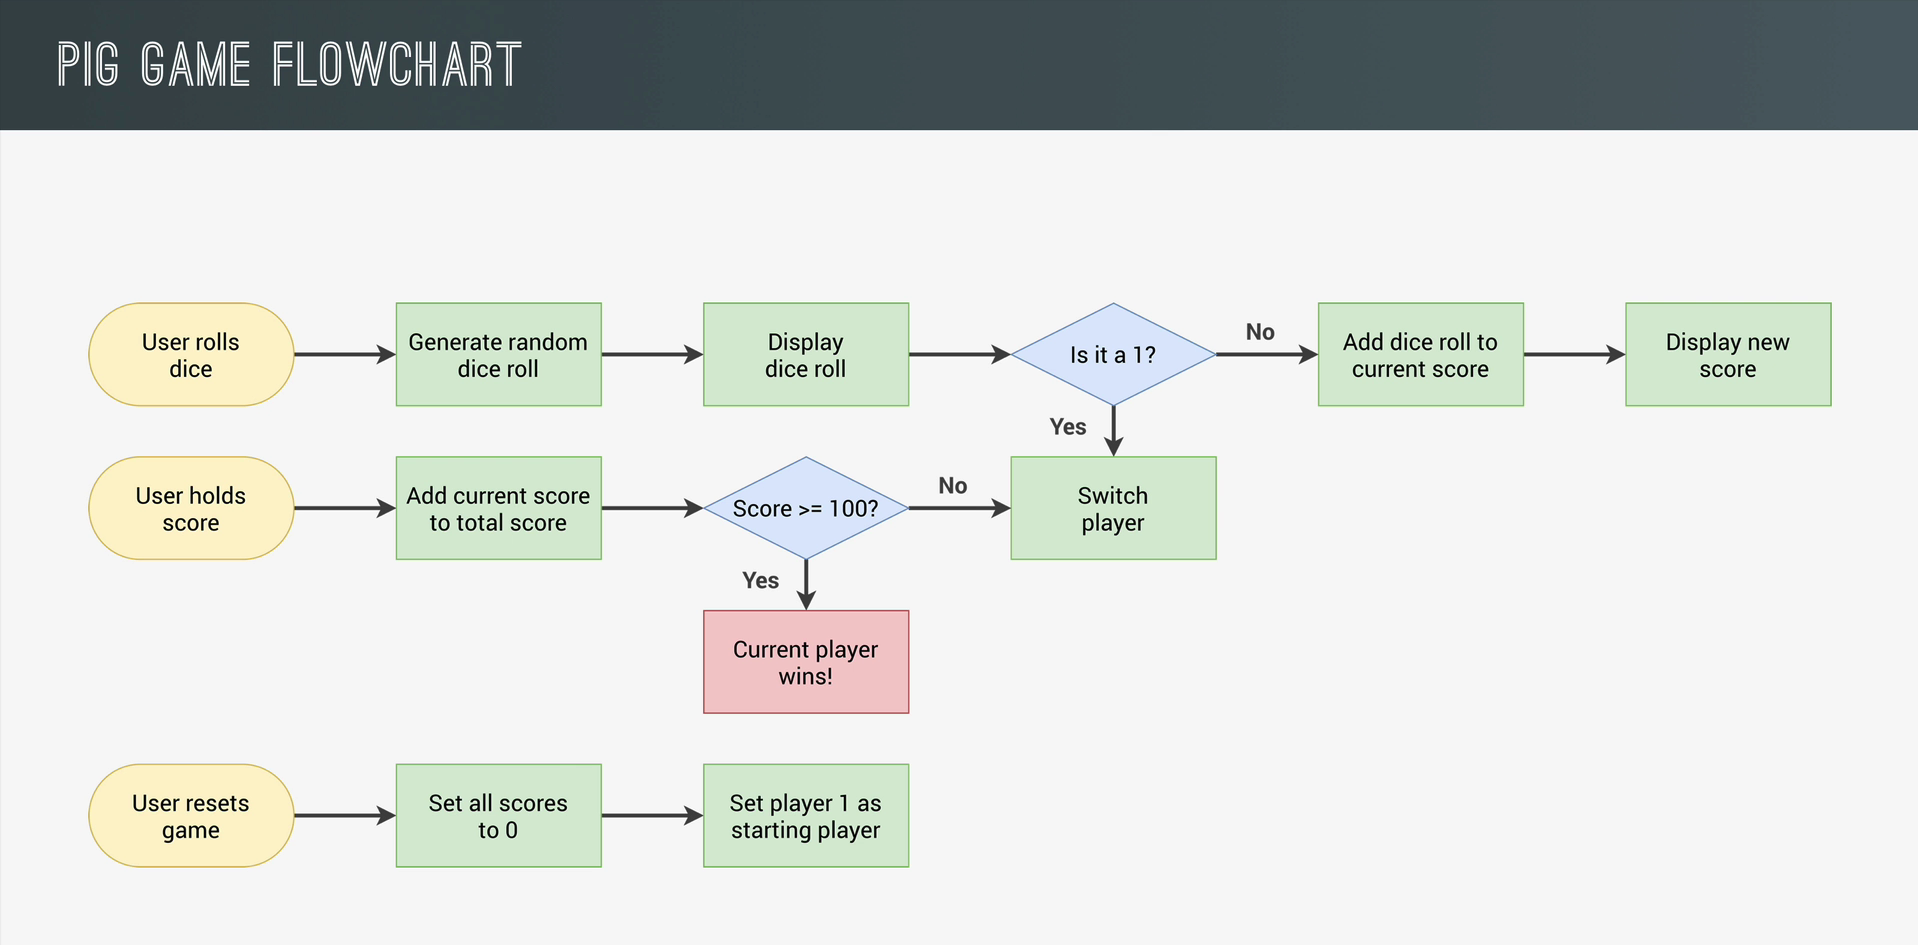 PIG GAME FLOWCHART
User rolls
dice
Generate random
dice roll
Display
dice roll
Is it a 1?
No
Add dice roll to
current score
Display new
score
Yes
User holds
score
Add current score
to total score
Score >= 100?
No
Switch
player
Yes
Current player
wins!
User resets
game
Set all scores
to 0
Set player 1 as
starting player